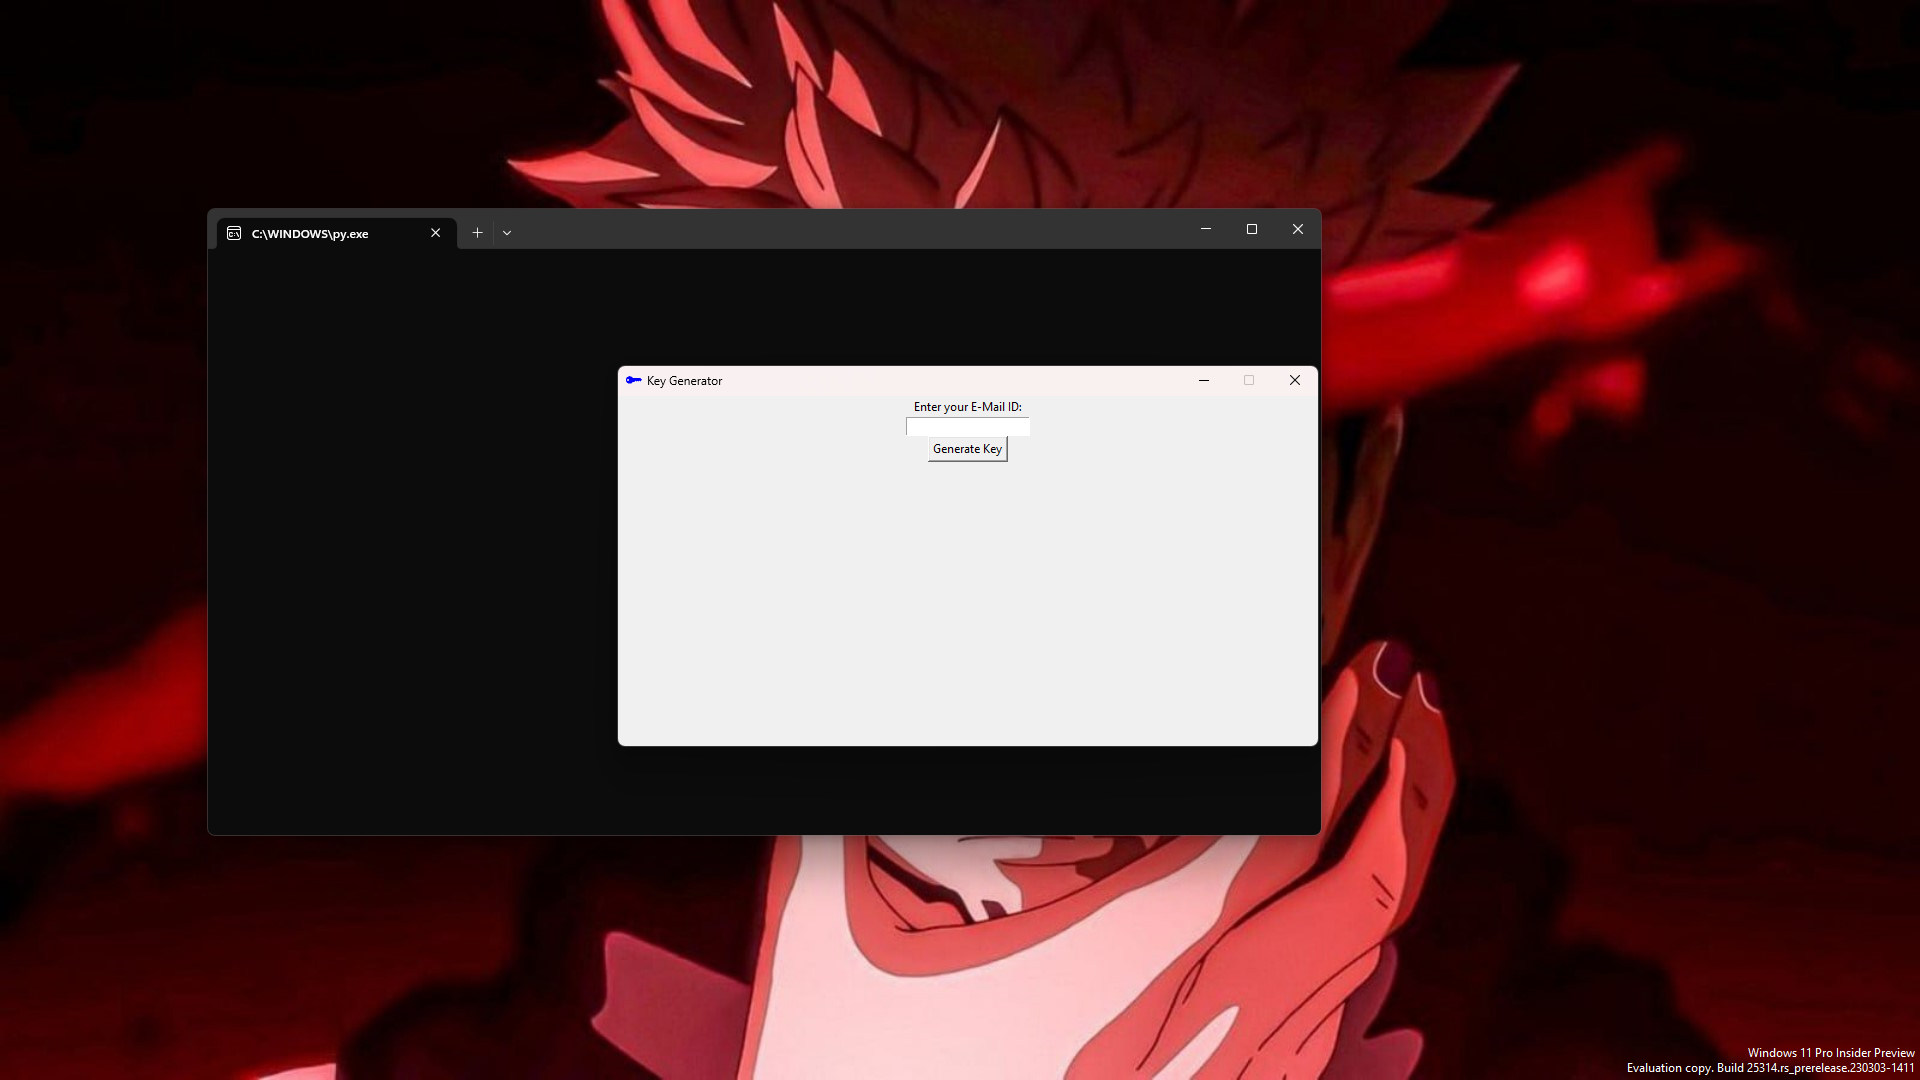 C:\WINDOWS\py.exe
Key Generator
Enter your E-Mail ID:
Generate Key
Windows 11 Pro Insider Preview
Evaluation copy. Build 25314.rs_prerelease.230303-1411